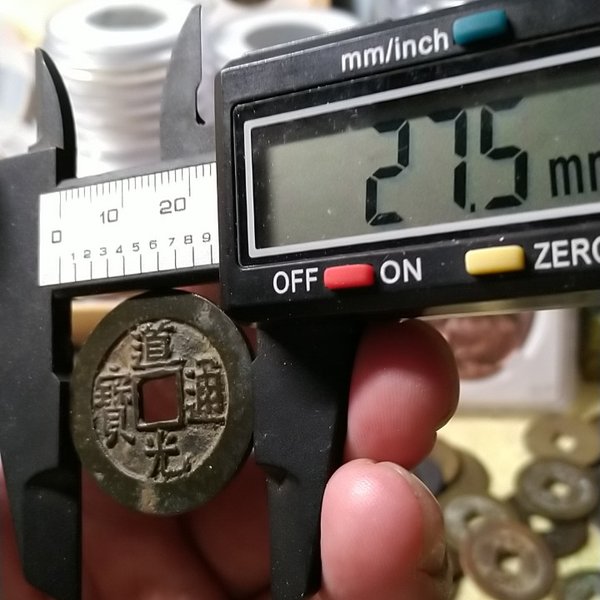 mm/inch
27.5 mm
0 10 20
1 2 3 4 5 6 7 8 9
OFF ON ZERO
道光通寶